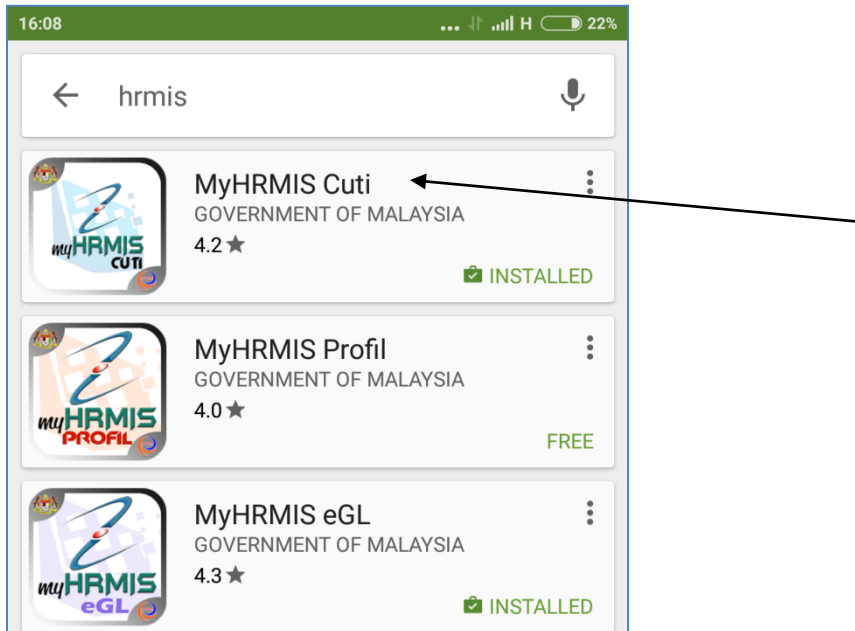 16:08
... H 22%
hrmis
MyHRMIS Cuti
GOVERNMENT OF MALAYSIA
4.2★
INSTALLED
myHRMIS
CUTI
MyHRMIS Profil
GOVERNMENT OF MALAYSIA
4.0★
FREE
myHRMIS
PROFIL
MyHRMIS eGL
GOVERNMENT OF MALAYSIA
4.3★
INSTALLED
myHRMIS
eGL